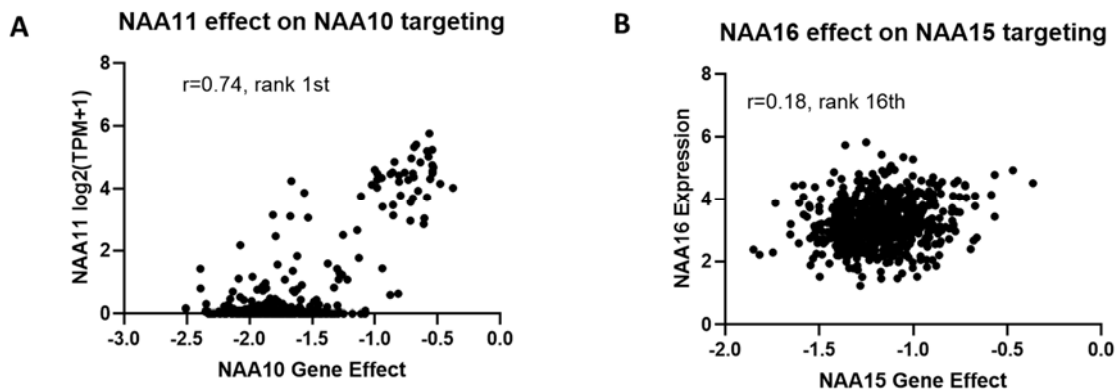 A
NAA11 effect on NAA10 targeting
r=0.74, rank 1st
NAA11 log2(TPM+1)
8
6
4
2
0
-3.0 -2.5 -2.0 -1.5 -1.0 -0.5 0.0
NAA10 Gene Effect
B
NAA16 effect on NAA15 targeting
r=0.18, rank 16th
NAA16 Expression
8
6
4
2
0
-2.0 -1.5 -1.0 -0.5 0.0
NAA15 Gene Effect